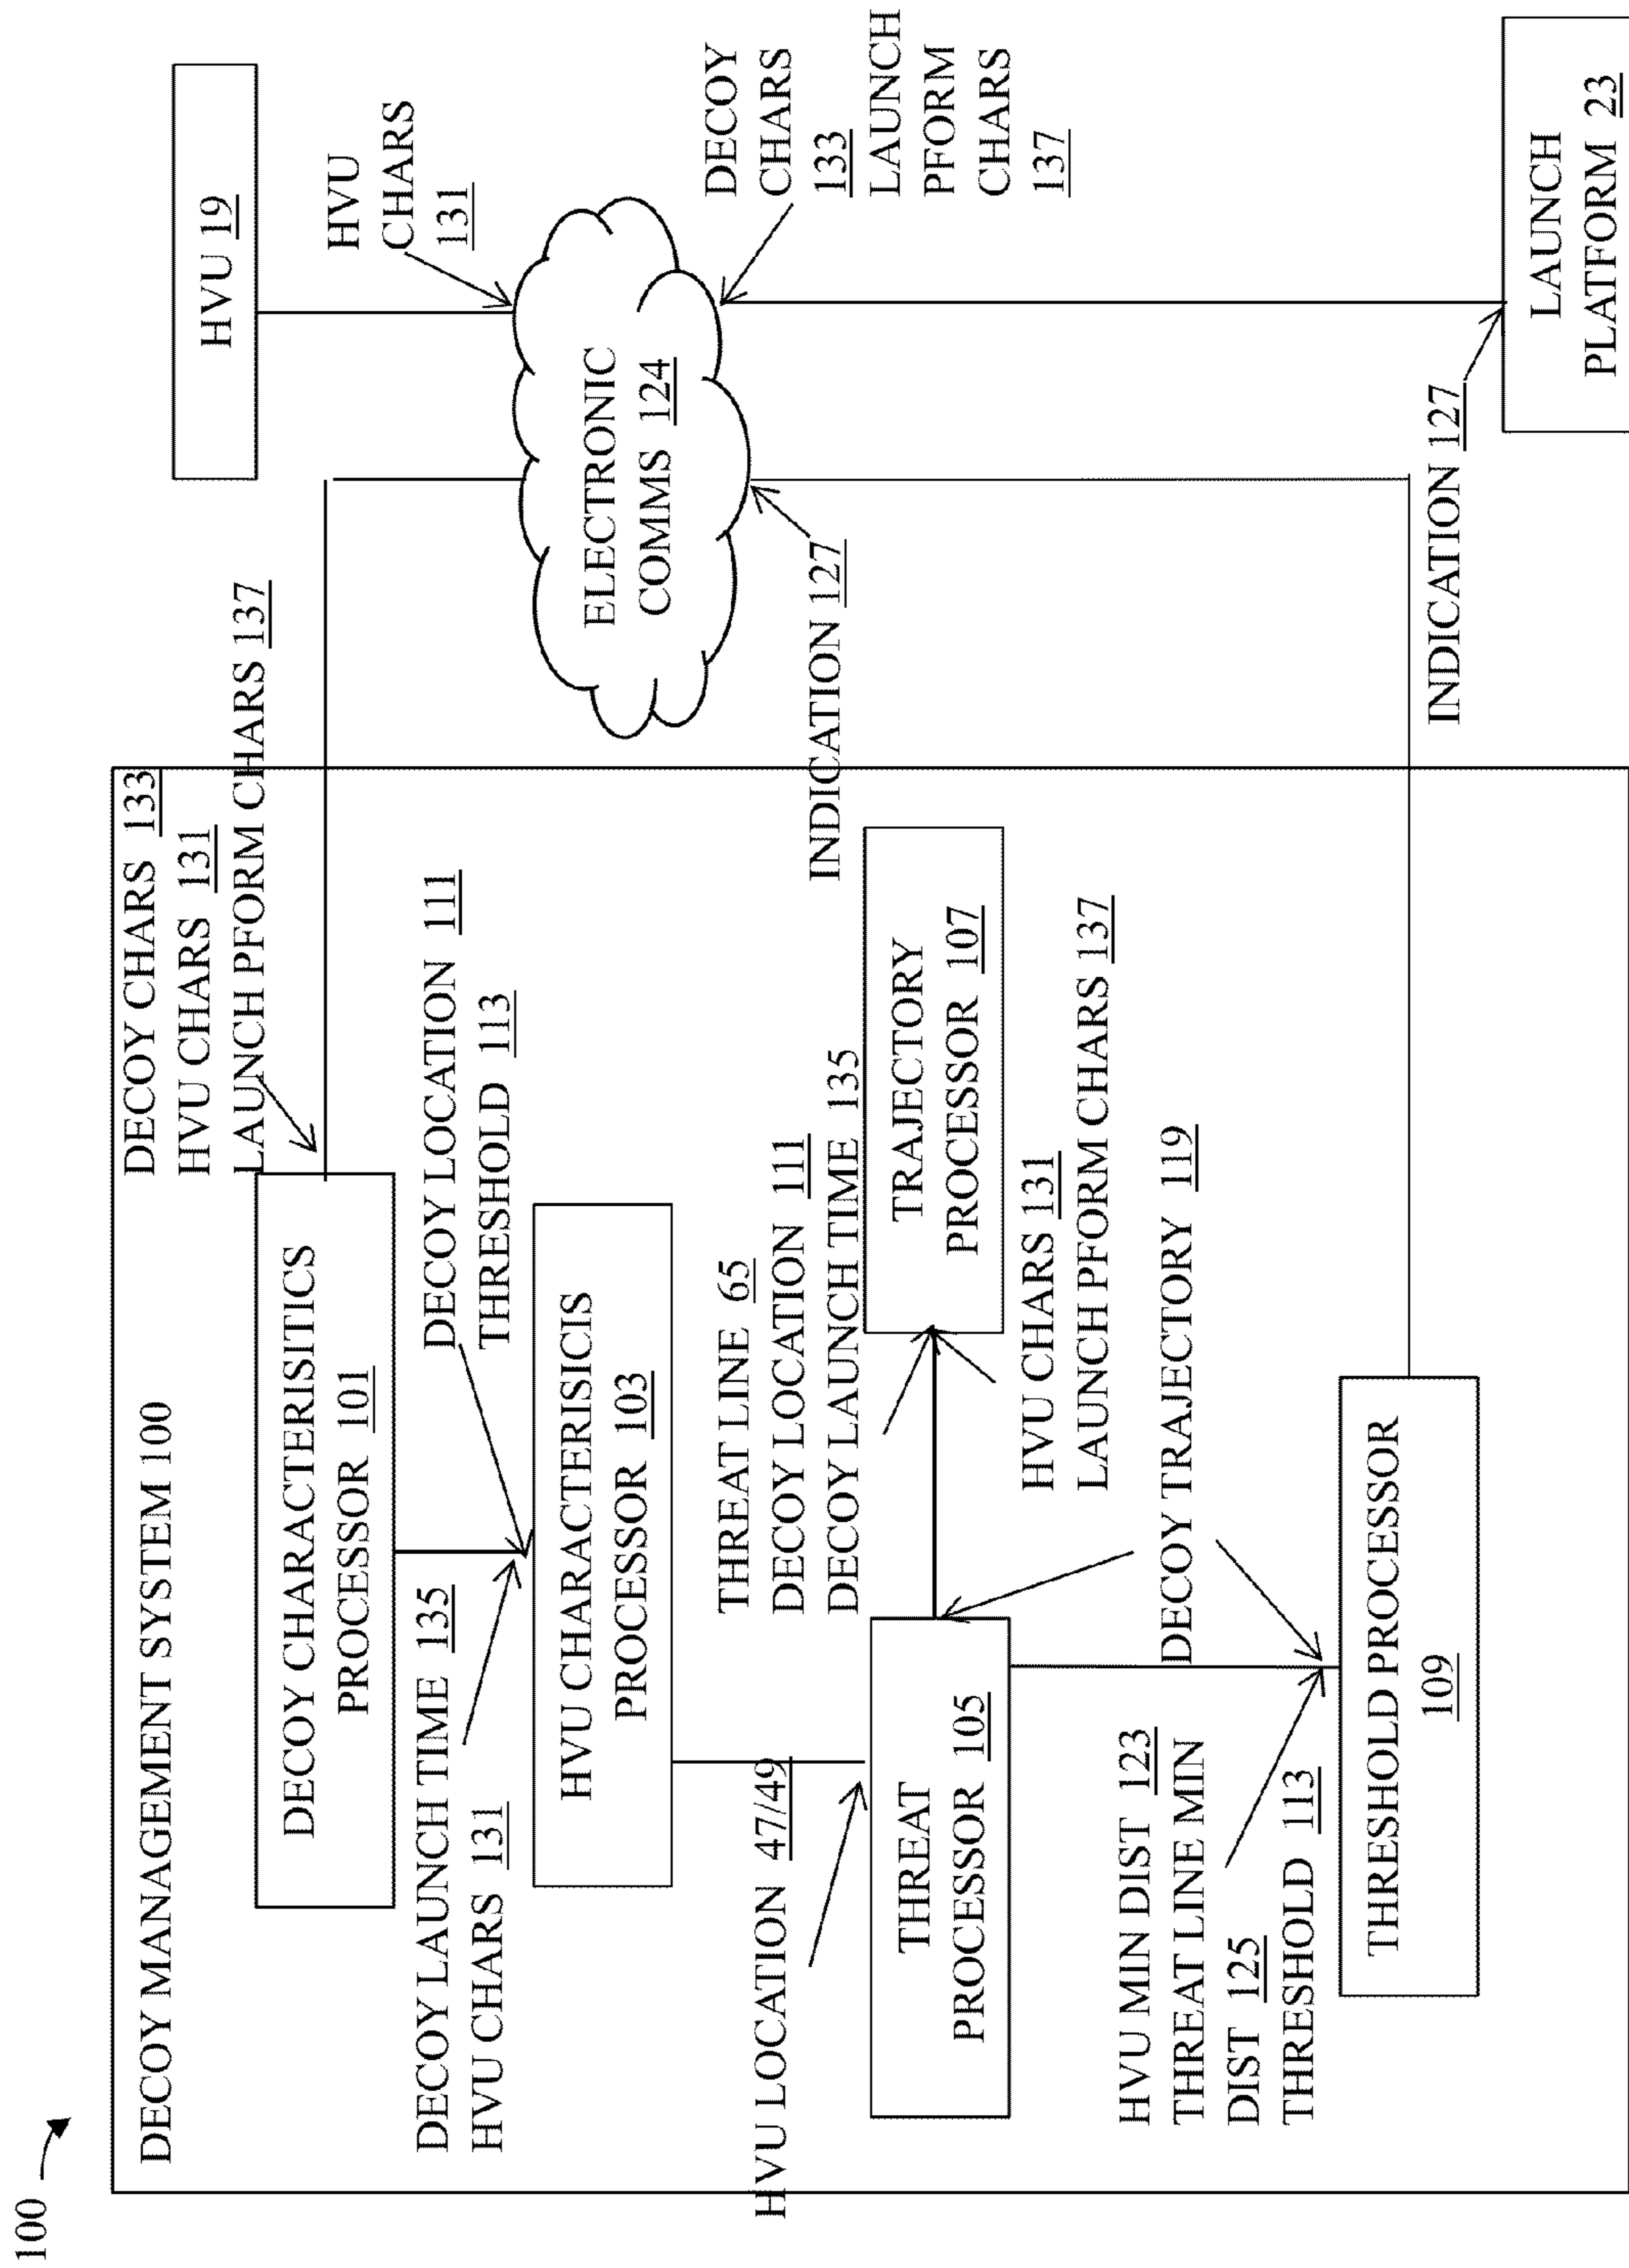 100
DECOY MANAGEMENT SYSTEM 100
DECOY CHARS 133
HVU CHARS 131
LAUNCH PFORM CHARS 137
DECOY CHARACTERISITICS
PROCESSOR 101
DECOY LAUNCH TIME 135
HVU CHARS 131
DECOY LOCATION 111
THRESHOLD 113
HVU CHARACTERISICIS
PROCESSOR 103
HVU LOCATION 47/49
THREAT LINE 65
DECOY LOCATION 111
DECOY LAUNCH TIME 135
THREAT
PROCESSOR 105
TRAJECTORY
PROCESSOR 107
HVU CHARS 131
LAUNCH PFORM CHARS 137
HVU MIN DIST 123
THREAT LINE MIN
DIST 125
THRESHOLD 113
DECOY TRAJECTORY 119
THRESHOLD PROCESSOR
109
HVU 19
HVU
CHARS
131
ELECTRONIC
COMMS 124
DECOY
CHARS
133
LAUNCH
PFORM
CHARS
137
INDICATION 127
INDICATION 127
LAUNCH
PLATFORM 23